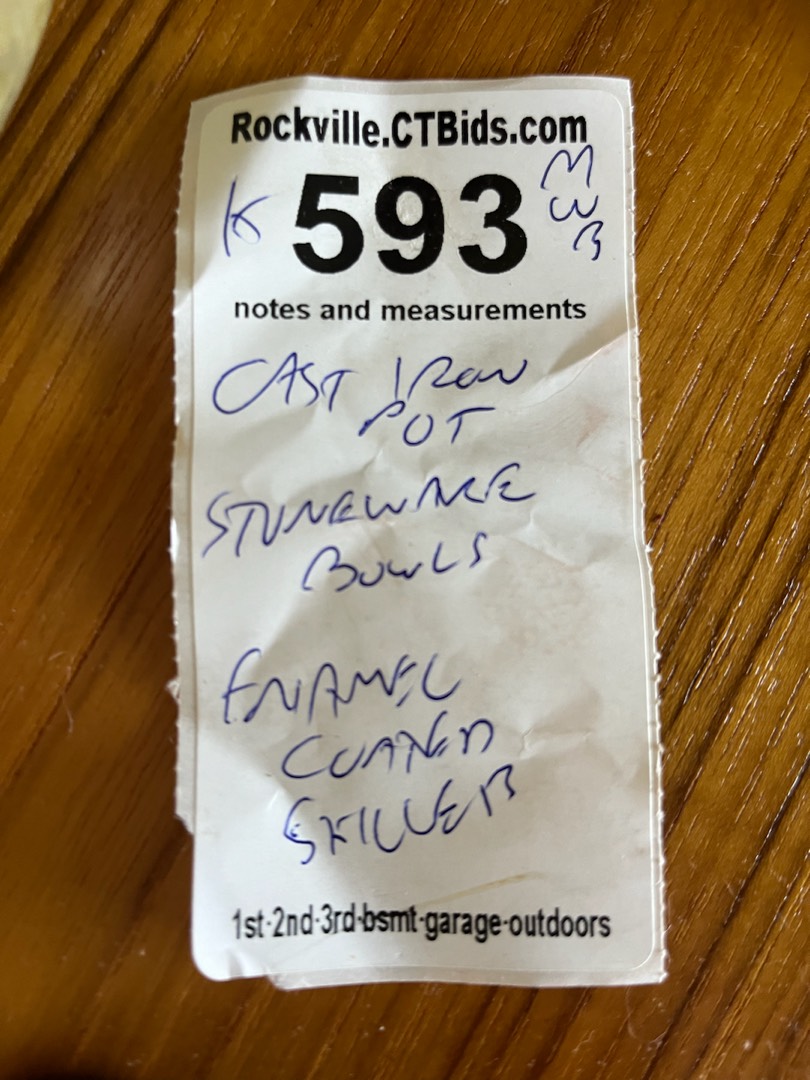 Rockville.CTBids.com
K 593 MWB
notes and measurements
CAST IRON
POT
STONEWARE
BOWLS
ENAMEL
COATED
1st-2nd-3rd-bsmt-garage-outdoors